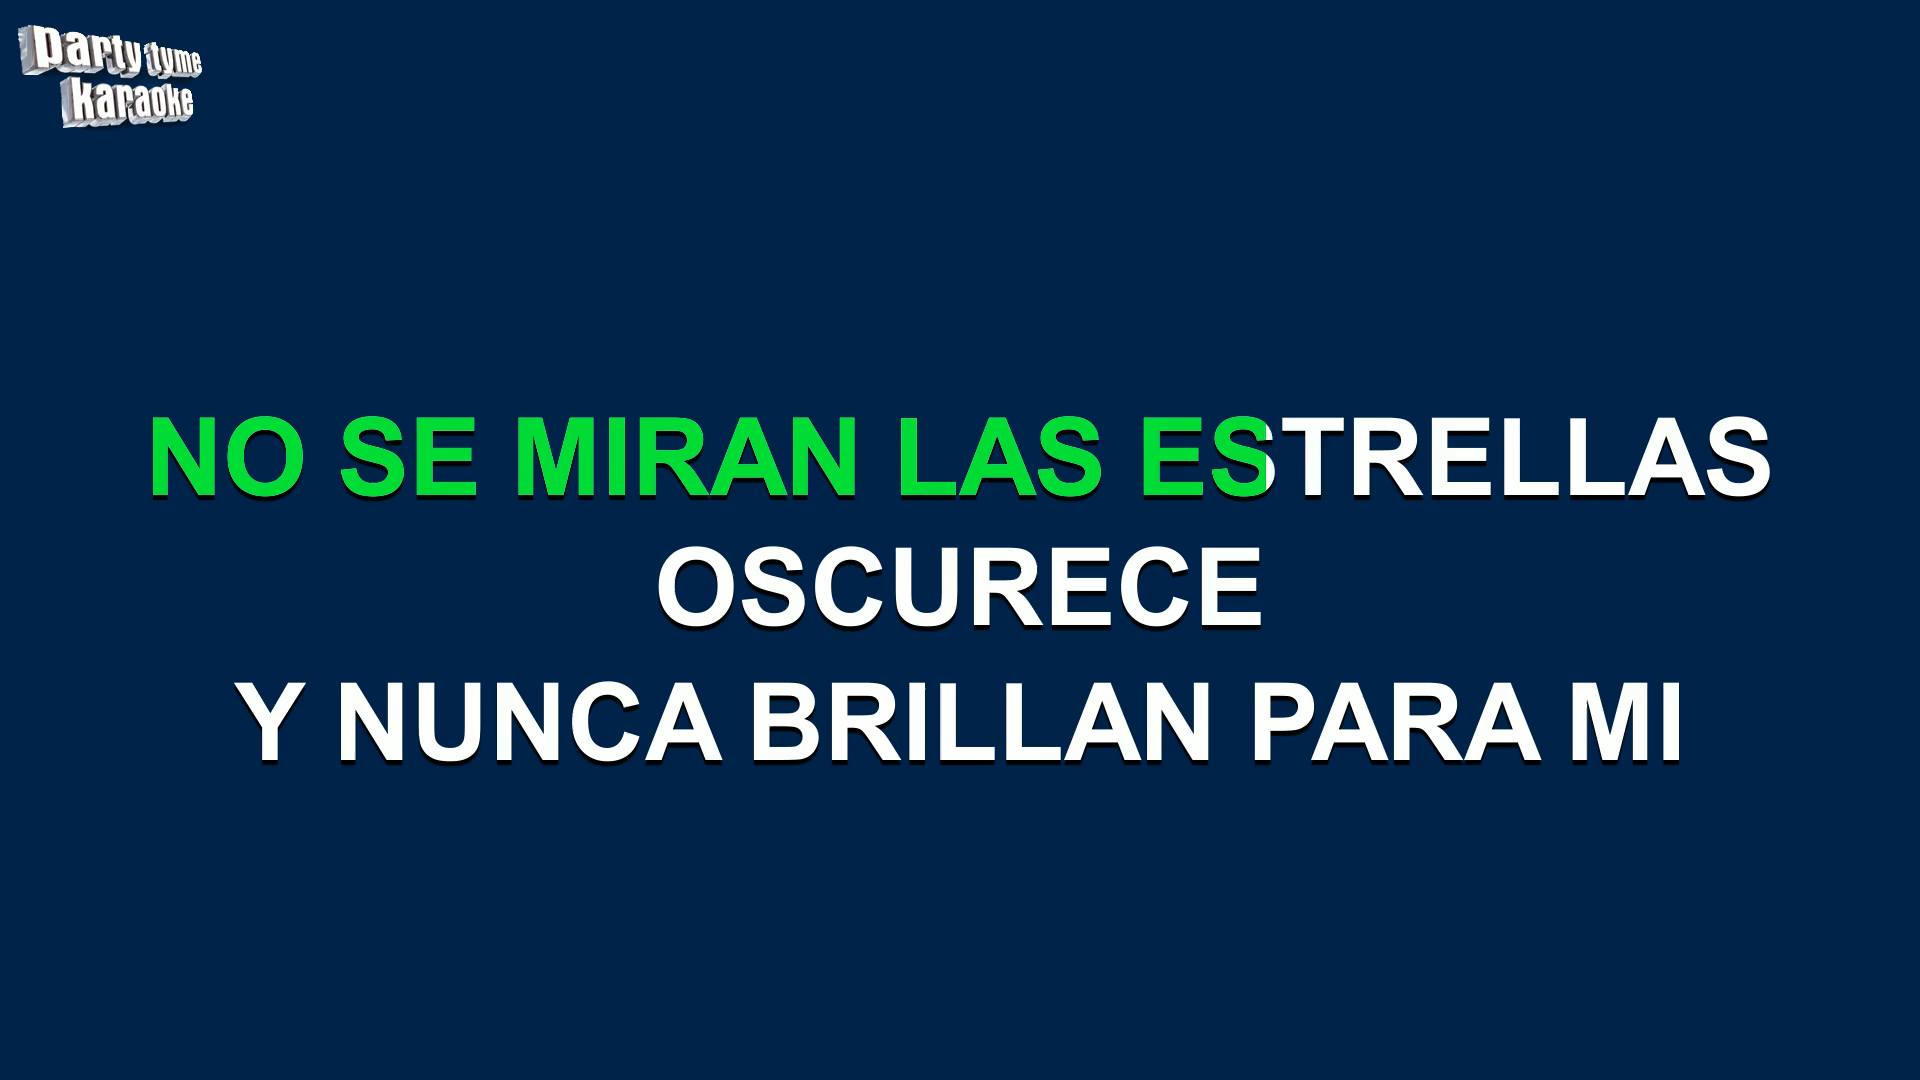 party tyme
karaoke
NO SE MIRAN LAS ESTRELLAS
OSCURECE
Y NUNCA BRILLAN PARA MI